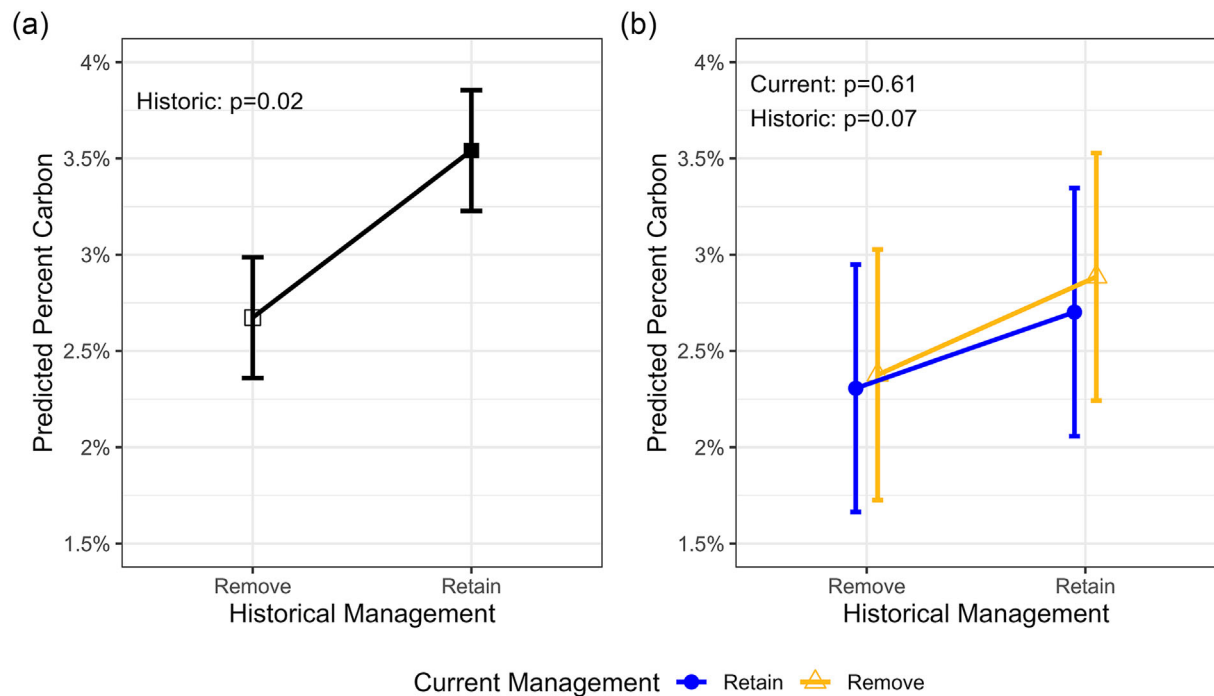 (a)
(b)
4%
3.5%
3%
2.5%
2%
1.5%
Predicted Percent Carbon
Historic: p=0.02
Remove
Retain
Historical Management
4%
3.5%
3%
2.5%
2%
1.5%
Predicted Percent Carbon
Current: p=0.61
Historic: p=0.07
Remove
Retain
Historical Management
Current Management Retain Remove